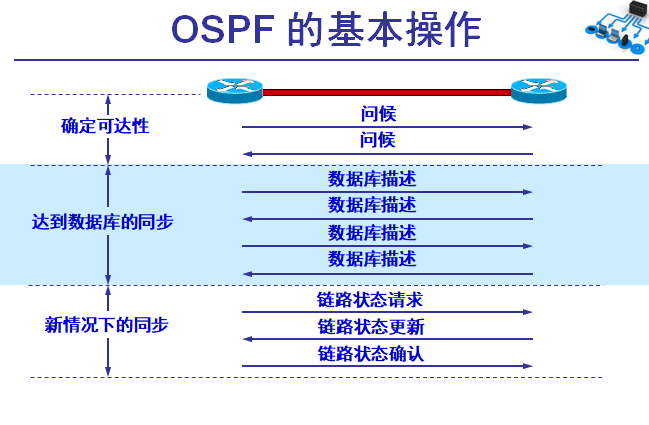 OSPF 的基本操作
确定可达性
问候
问候
达到数据库的同步
数据库描述
数据库描述
数据库描述
数据库描述
新情况下的同步
链路状态请求
链路状态更新
链路状态确认